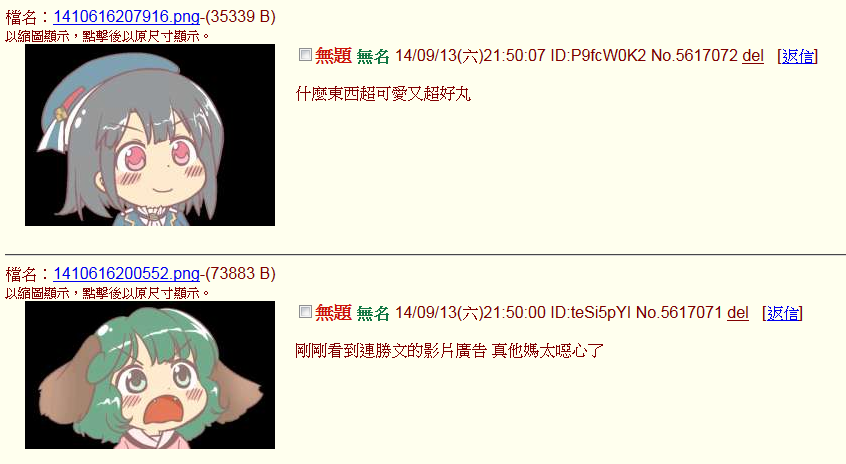 檔名：1410616207916.png-(35339 B)
以縮圖顯示，點擊後以原尺寸顯示。
無題 無名 14/09/13(六)21:50:07 ID:P9fcW0K2 No.5617072 del [返信]
什麼東西超可愛又超好丸
檔名：1410616200552.png-(73883 B)
以縮圖顯示，點擊後以原尺寸顯示。
無題 無名 14/09/13(六)21:50:00 ID:teSi5pYI No.5617071 del [返信]
剛剛看到連勝文的影片廣告 真他媽太噁心了